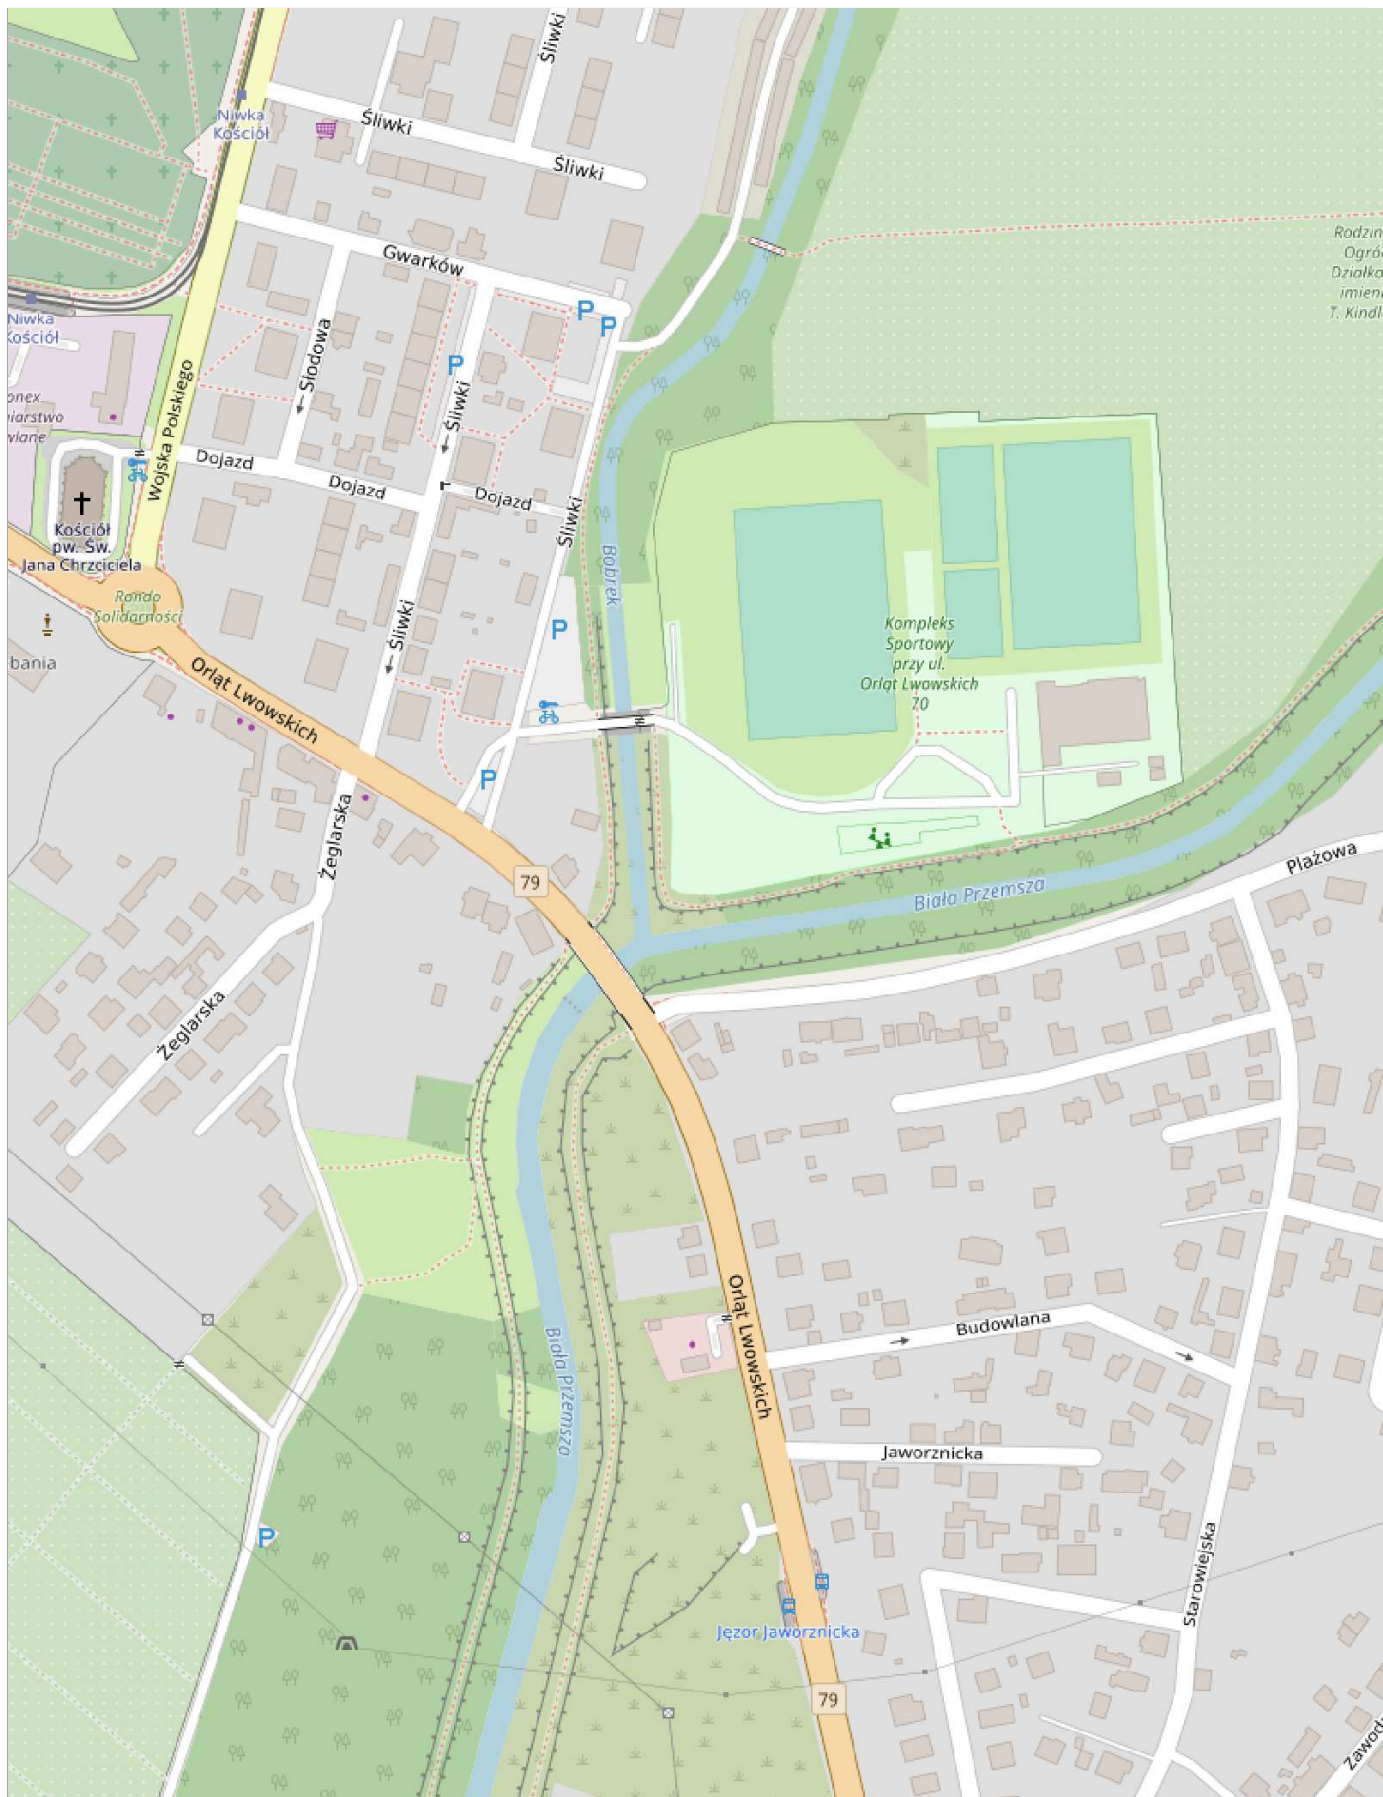 Śliwki
Niwka
Kościół
Śliwki
Śliwki
Gwarków
P
P
Niwka
Kościół
Siodowa
P
Śliwki
Wojska Polskiego
Dojazd
Dojazd
Dojazd
Śliwki
Kościół
pw. Św.
Jana Chrzciciela
Bobrek
Rondo
Solidarności
Śliwki
P
Kompleks
Sportowy
przy ul.
Orląt Lwowskich
70
bania
Orląt Lwowskich
P
Żeglarska
79
Plażowa
Biała Przemsza
Żeglarska
Orląt Lwowskich
Budowlana
Biała Przemsza
Jaworznicka
P
Starowiejska
Jęzor Jaworznicka
79
Rodzin
Ogró
Działko
imien
T. Kindl
onex
niarstwo
wiane
Zawod